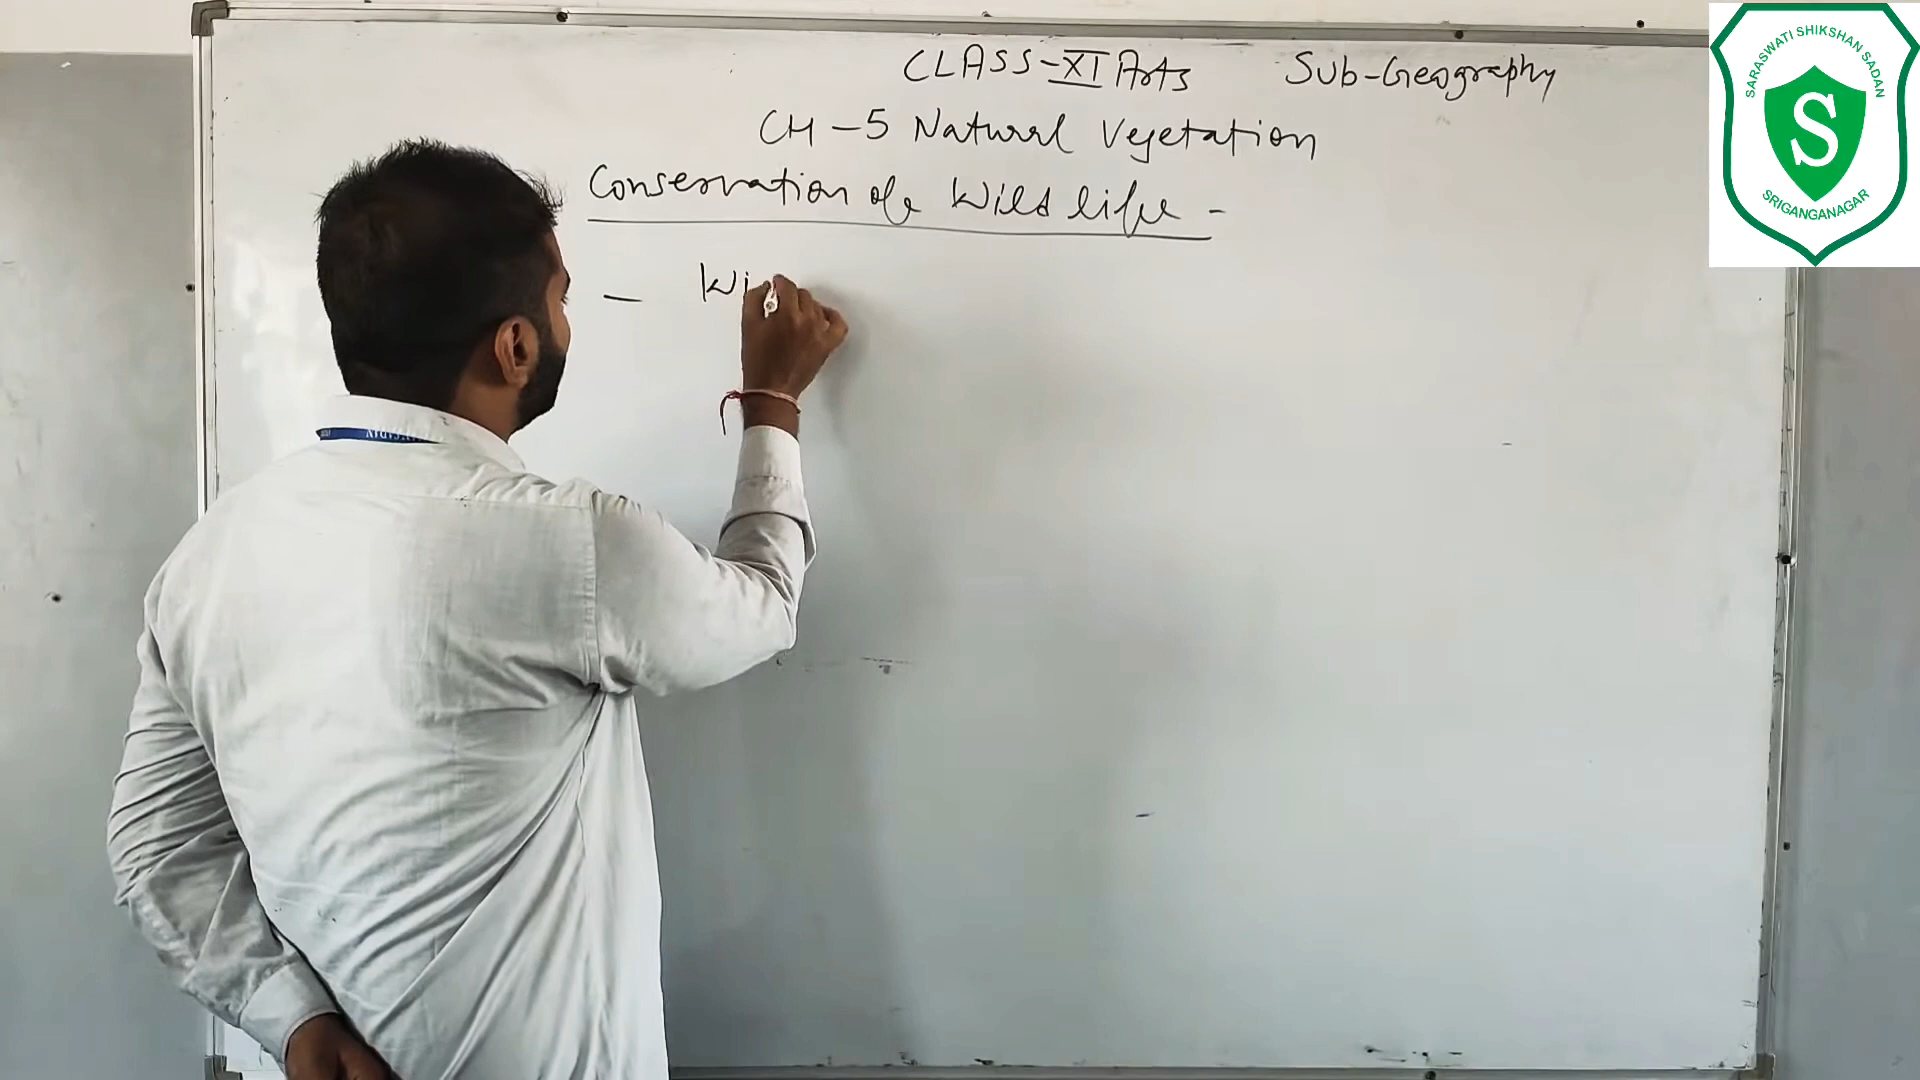 CLASS-XI Arts Sub-Geography
CH-5 Natural Vegetation
Conservation of Wild life -
- Wi
SARASWATI SHIKSHAN SADAN
S
SRIGANGANAGAR